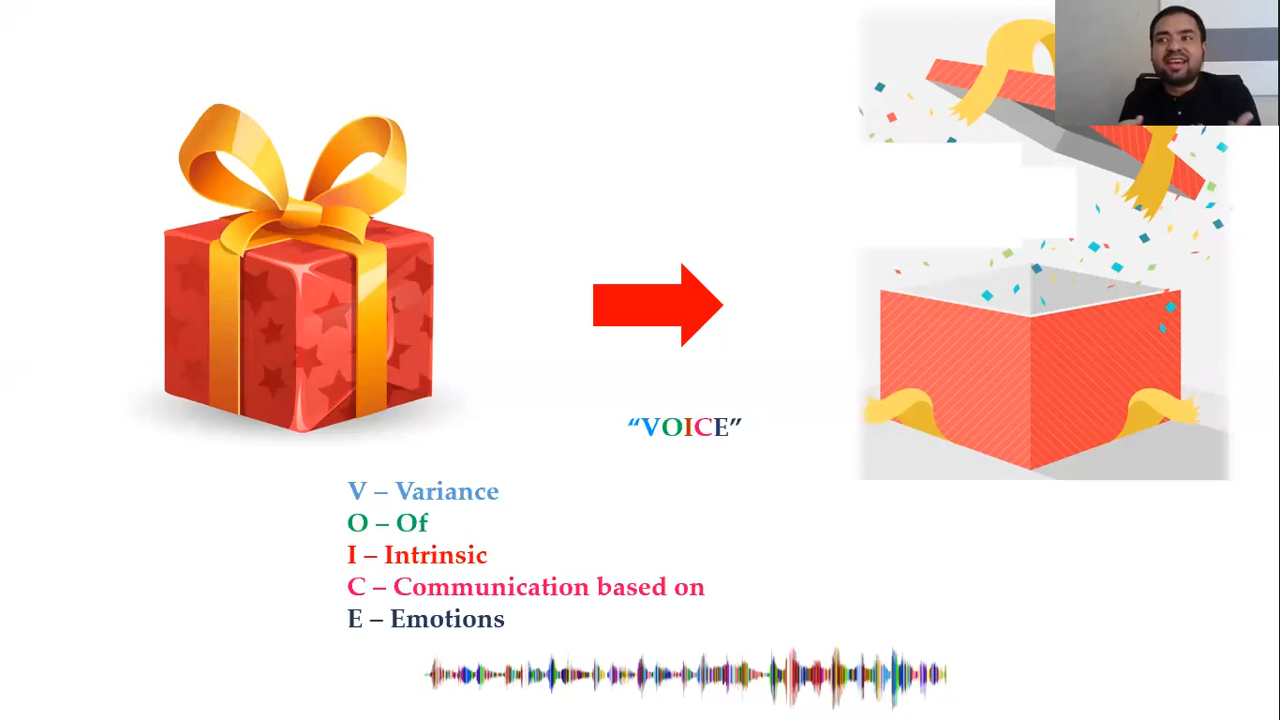 “VOICE”
V – Variance
O – Of
I – Intrinsic
C – Communication based on
E – Emotions